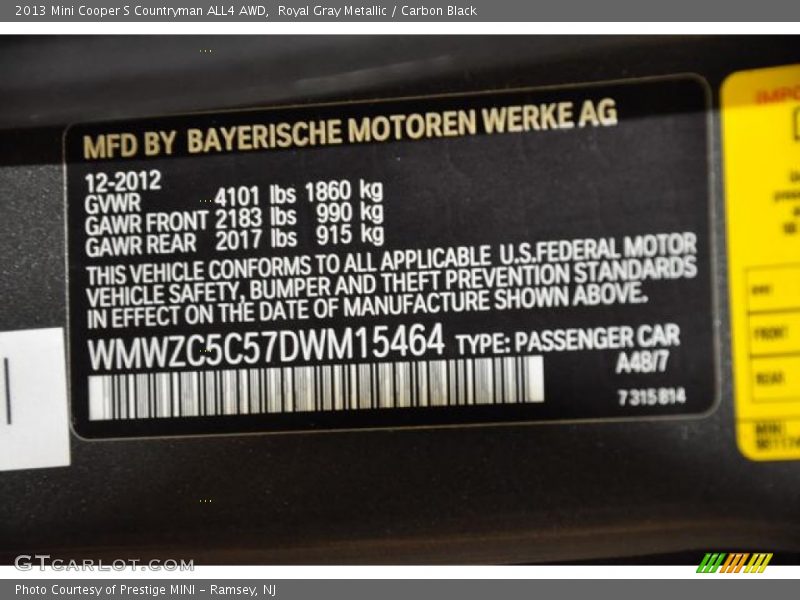 2013 Mini Cooper S Countryman ALL4 AWD,  Royal Gray Metallic / Carbon Black
MFD BY BAYERISCHE MOTOREN WERKE AG
12-2012
GVWR 4101 lbs 1860 kg
GAWR FRONT 2183 lbs 990 kg
GAWR REAR 2017 lbs 915 kg
THIS VEHICLE CONFORMS TO ALL APPLICABLE U.S.FEDERAL MOTOR
VEHICLE SAFETY, BUMPER AND THEFT PREVENTION STANDARDS
IN EFFECT ON THE DATE OF MANUFACTURE SHOWN ABOVE.
WMWZC5C57DWM15464 TYPE: PASSENGER CAR
A48/7
7 315 814
FRONT
REAR
MINI
GTCARLOT.COM
Photo Courtesy of Prestige MINI - Ramsey, NJ